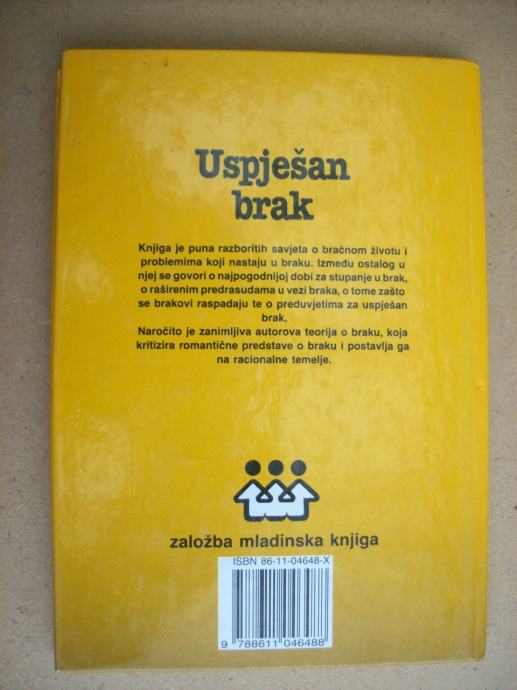 Uspješan
brak
Knjiga je puna razboritih savjeta o bračnom životu i
problemima koji nastaju u braku. Između ostalog u
njej se govori o najpogodnijoj dobi za stupanje u brak,
o raširenim predrasudama u vezi braka, o tome zašto
se brakovi raspadaju te o preduvjetima za uspješan
brak.
Naročito je zanimljiva autorova teorija o braku, koja
kritizira romantične predstave o braku i postavlja ga
na racionalne temelje.
založba mladinska knjiga
ISBN 86-11-04648-X
9 788611 046488